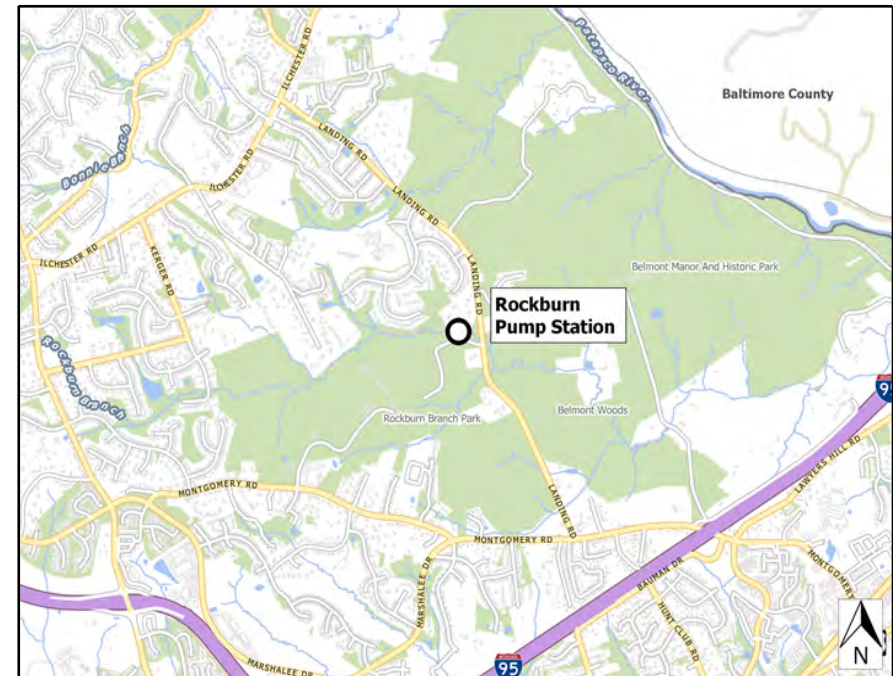 ILCHESTER RD
Patapsco River
Baltimore County
LANDING RD
Bonnie Branch
LANDING RD
ILCHESTER RD
KERGER RD
ILCHESTER RD
LANDING RD
Belmont Manor And Historic Park
Rockburn
Pump Station
Rockburn Branch
Rockburn Branch Park
Belmont Woods
LAWYERS HILL RD
MONTGOMERY RD
LANDING RD
MONTGOMERY RD
MONTGOMERY
BAUMAN DR
MARSHALEE DR
HUNT CLUB RD
MARSHALEE DR
95
N